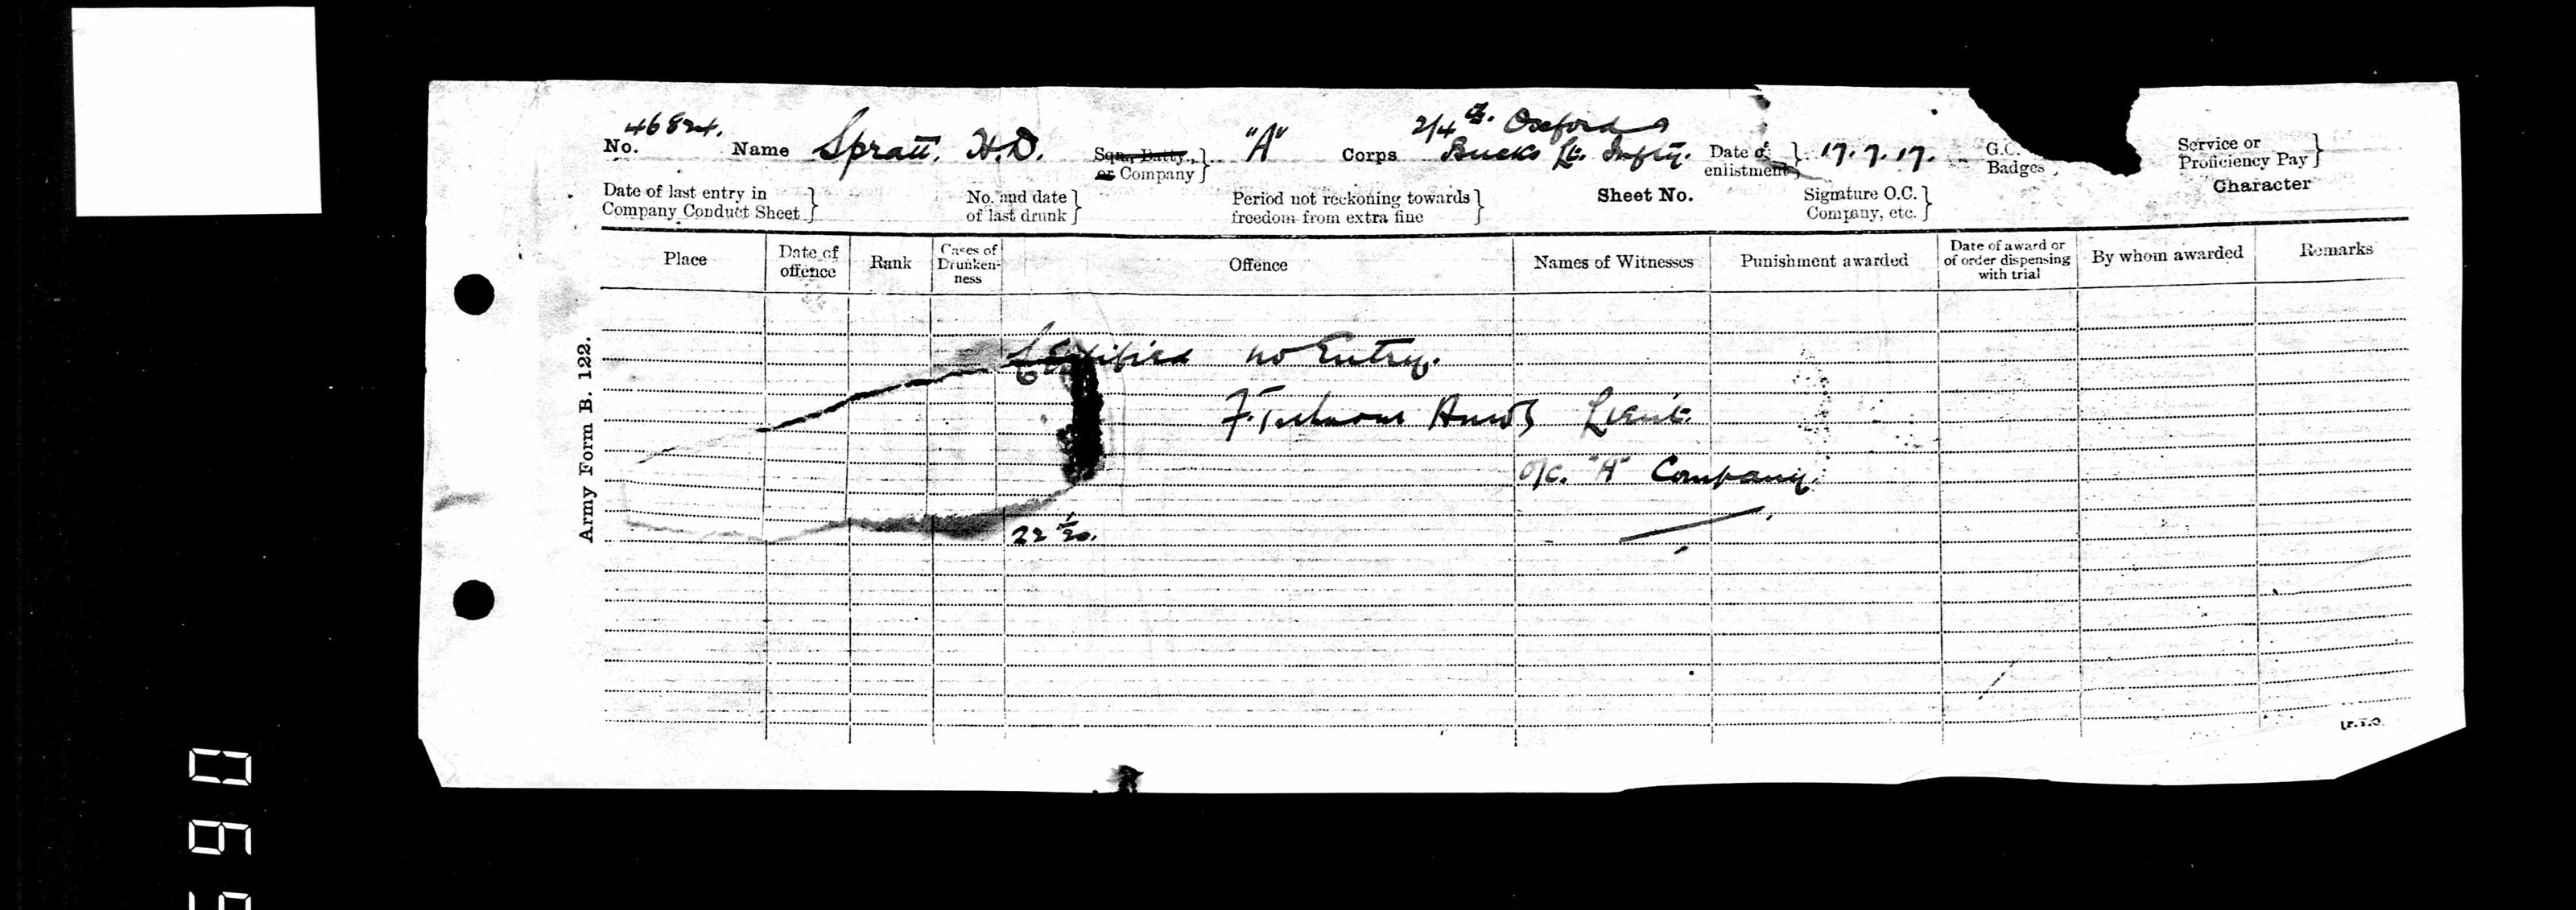 No. 46824. Name Spratt, H.D. Sqn., Batty., or Company } "A" Corps 2/4th. Oxford & Bucks Lt. Infty. Date of enlistment } 17.7.17. G.C. Badges Service or Proficiency Pay }
Date of last entry in Company Conduct Sheet } No. and date of last drunk } Period not reckoning towards freedom from extra fine } Sheet No. Signature O.C. Company, etc. } Character
Place Date of offence Rank Cases of Drunkenness Offence Names of Witnesses Punishment awarded Date of award or of order dispensing with trial By whom awarded Remarks
Certified no Entry.
F. Lieut.
O/C. "A" Company.
22 1/20.
Army Form B. 122.
[P.T.O.